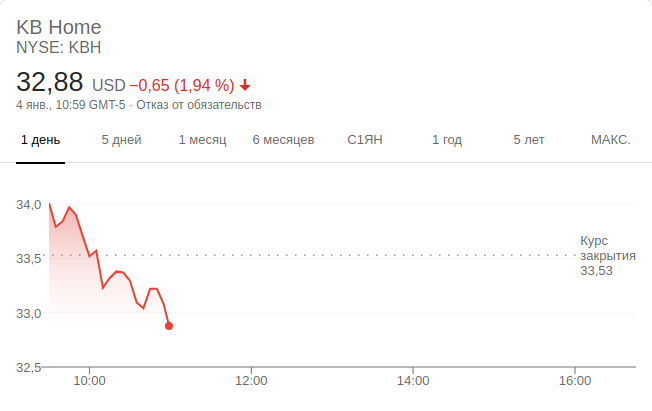 KB Home
NYSE: KBH
32,88 USD −0,65 (1,94 %)
4 янв., 10:59 GMT-5 · Отказ от обязательств
1 день 5 дней 1 месяц 6 месяцев С1ЯН 1 год 5 лет МАКС.
34,0
Курс
закрытия
33,5
33,53
33,0
32,5
10:00 12:00 14:00 16:00